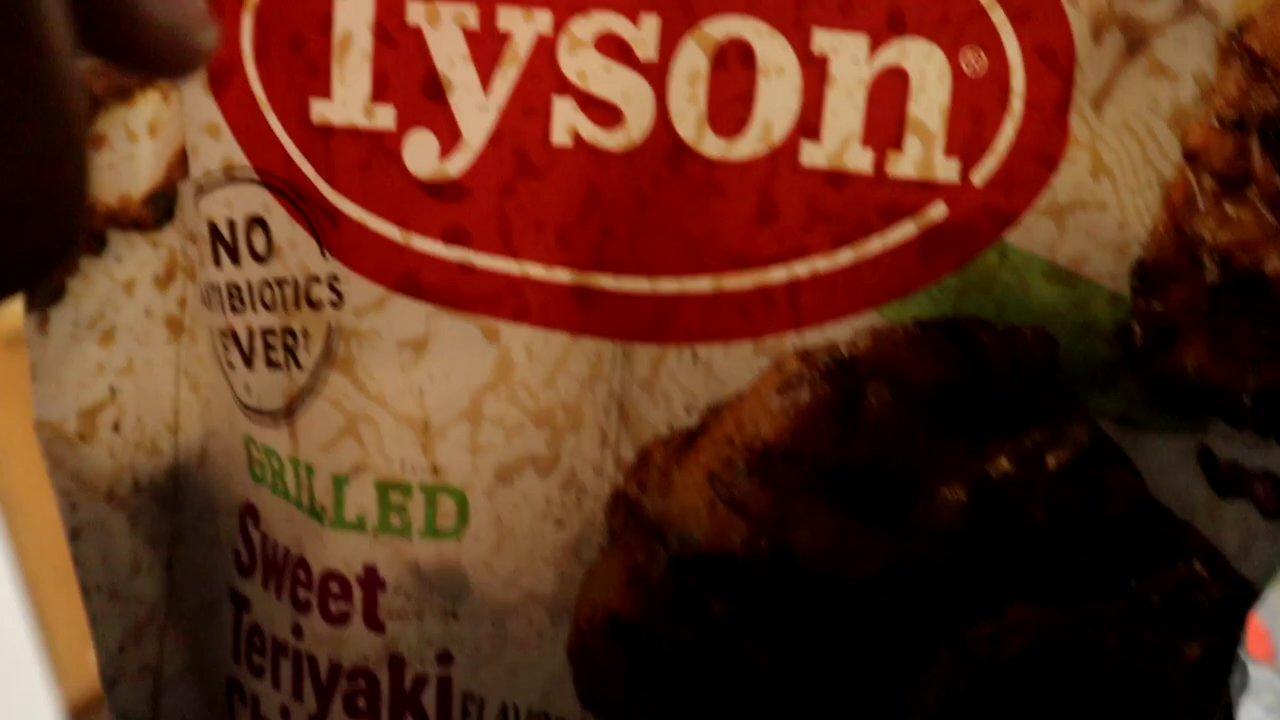 Tyson®
NO
ANTIBIOTICS
EVER†
GRILLED
Sweet
Teriyaki